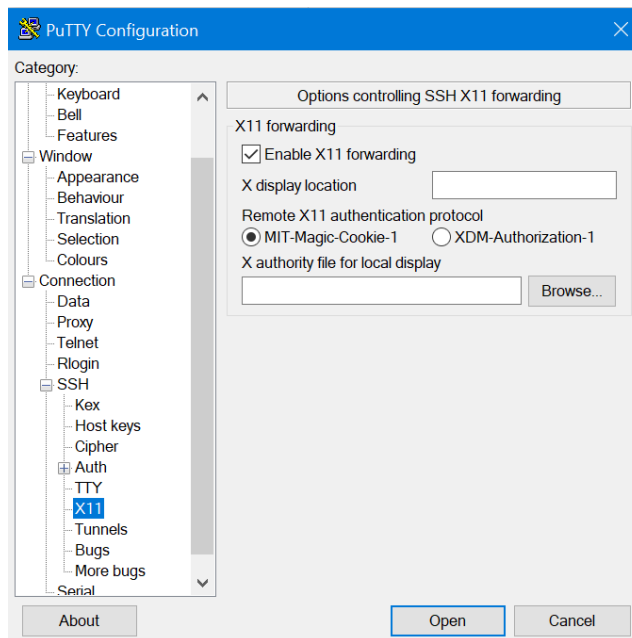 PuTTY Configuration
Category:
Keyboard
Bell
Features
Window
Appearance
Behaviour
Translation
Selection
Colours
Connection
Data
Proxy
Telnet
Rlogin
SSH
Kex
Host keys
Cipher
Auth
TTY
X11
Tunnels
Bugs
More bugs
Serial
Options controlling SSH X11 forwarding
X11 forwarding
Enable X11 forwarding
X display location
Remote X11 authentication protocol
MIT-Magic-Cookie-1 XDM-Authorization-1
X authority file for local display
Browse...
About Open Cancel